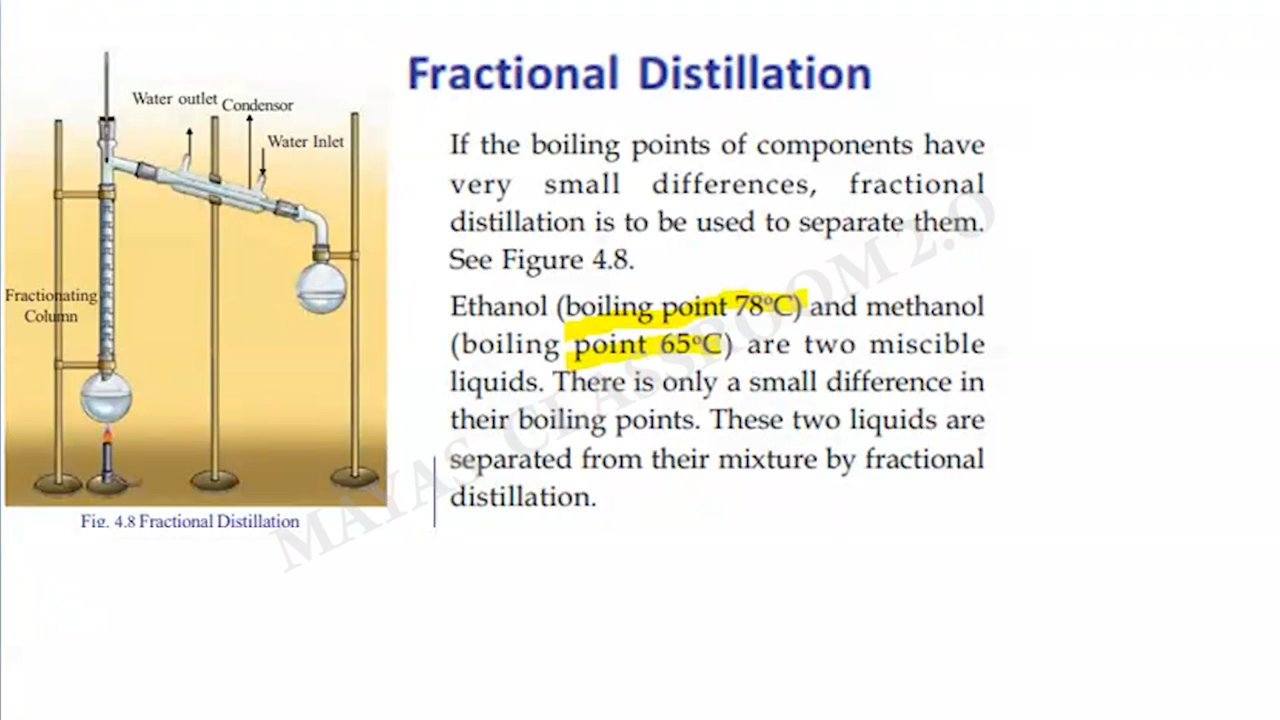 Fractional Distillation
Water outlet
Condensor
Water Inlet
Fractionating
Column
Fig. 4.8 Fractional Distillation
If the boiling points of components have
very small differences, fractional
distillation is to be used to separate them.
See Figure 4.8.
Ethanol (boiling point 78°C) and methanol
(boiling point 65°C) are two miscible
liquids. There is only a small difference in
their boiling points. These two liquids are
separated from their mixture by fractional
distillation.
MAYAS CLASSROOM 2.O